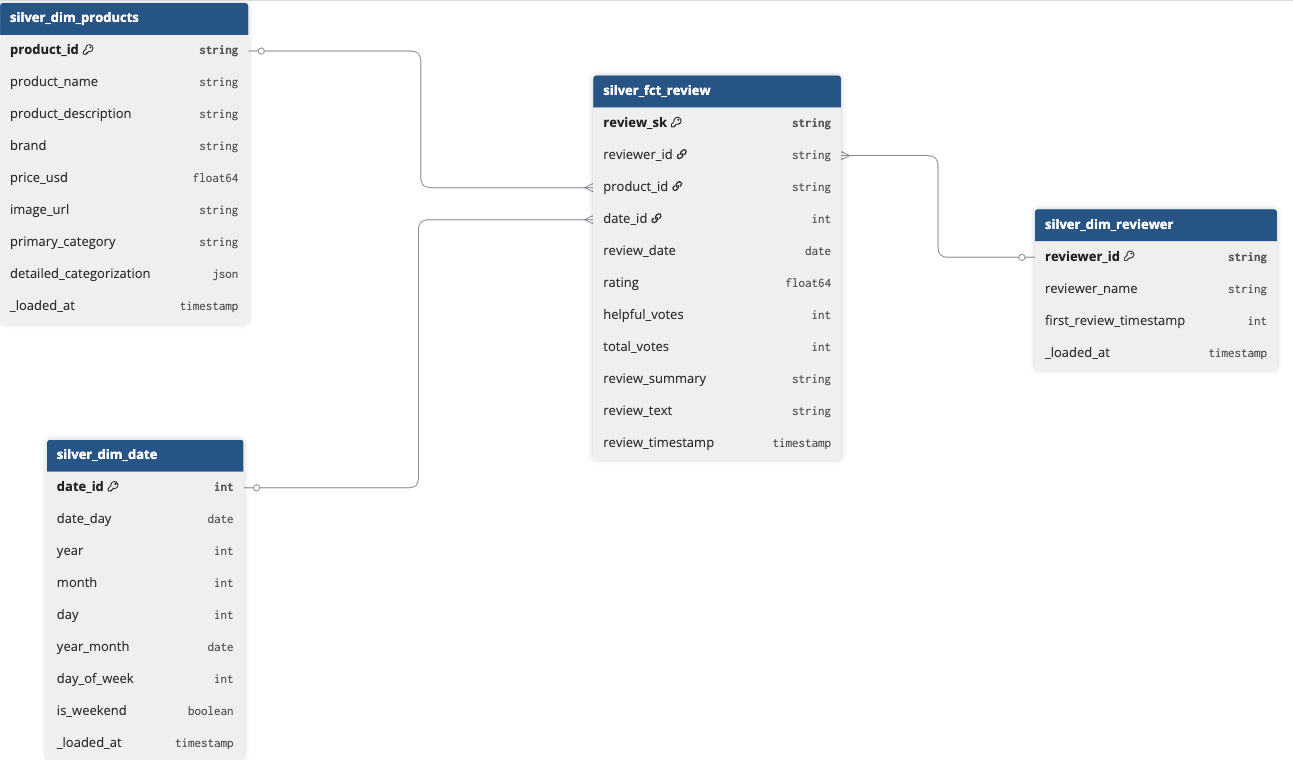 silver_dim_products
product_id string
product_name string
product_description string
brand string
price_usd float64
image_url string
primary_category string
detailed_categorization json
_loaded_at timestamp
silver_fct_review
review_sk string
reviewer_id string
product_id string
date_id int
review_date date
rating float64
helpful_votes int
total_votes int
review_summary string
review_text string
review_timestamp timestamp
silver_dim_reviewer
reviewer_id string
reviewer_name string
first_review_timestamp int
_loaded_at timestamp
silver_dim_date
date_id int
date_day date
year int
month int
day int
year_month date
day_of_week int
is_weekend boolean
_loaded_at timestamp